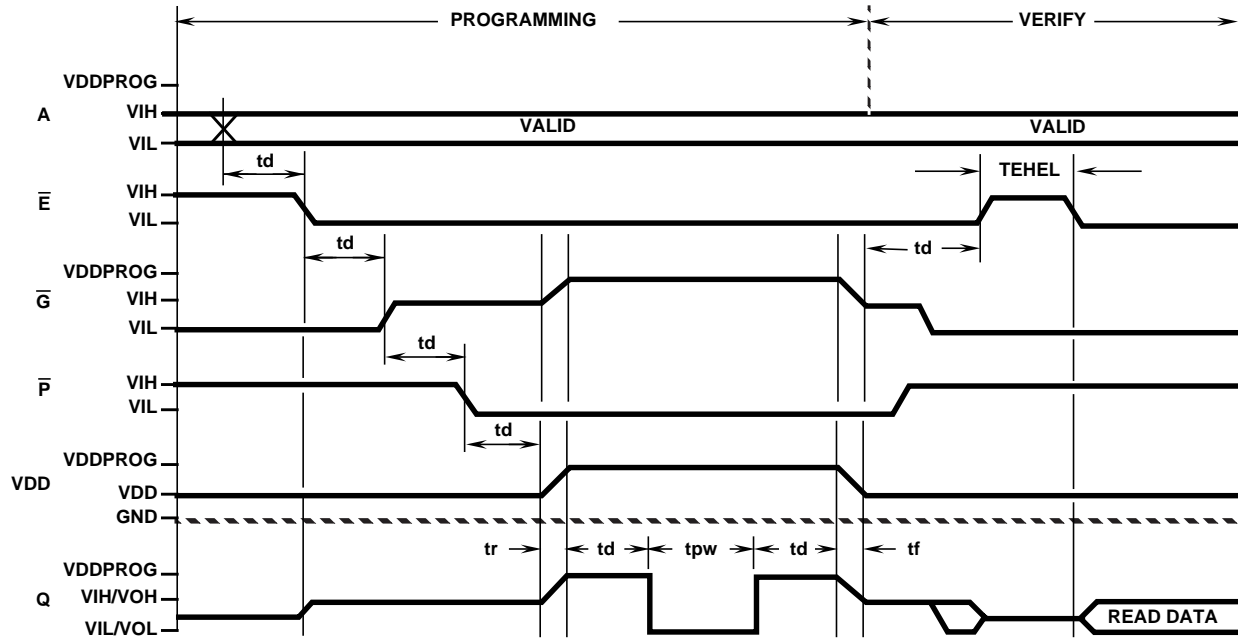 PROGRAMMING VERIFY
VDDPROG
A VIH VALID VALID
VIL
td TEHEL
E̅ VIH
VIL
td td
VDDPROG
G̅ VIH
VIL
td
P̅ VIH
VIL
td
VDDPROG
VDD
VDD
GND
tr td tpw td tf
VDDPROG
Q VIH/VOH
READ DATA
VIL/VOL